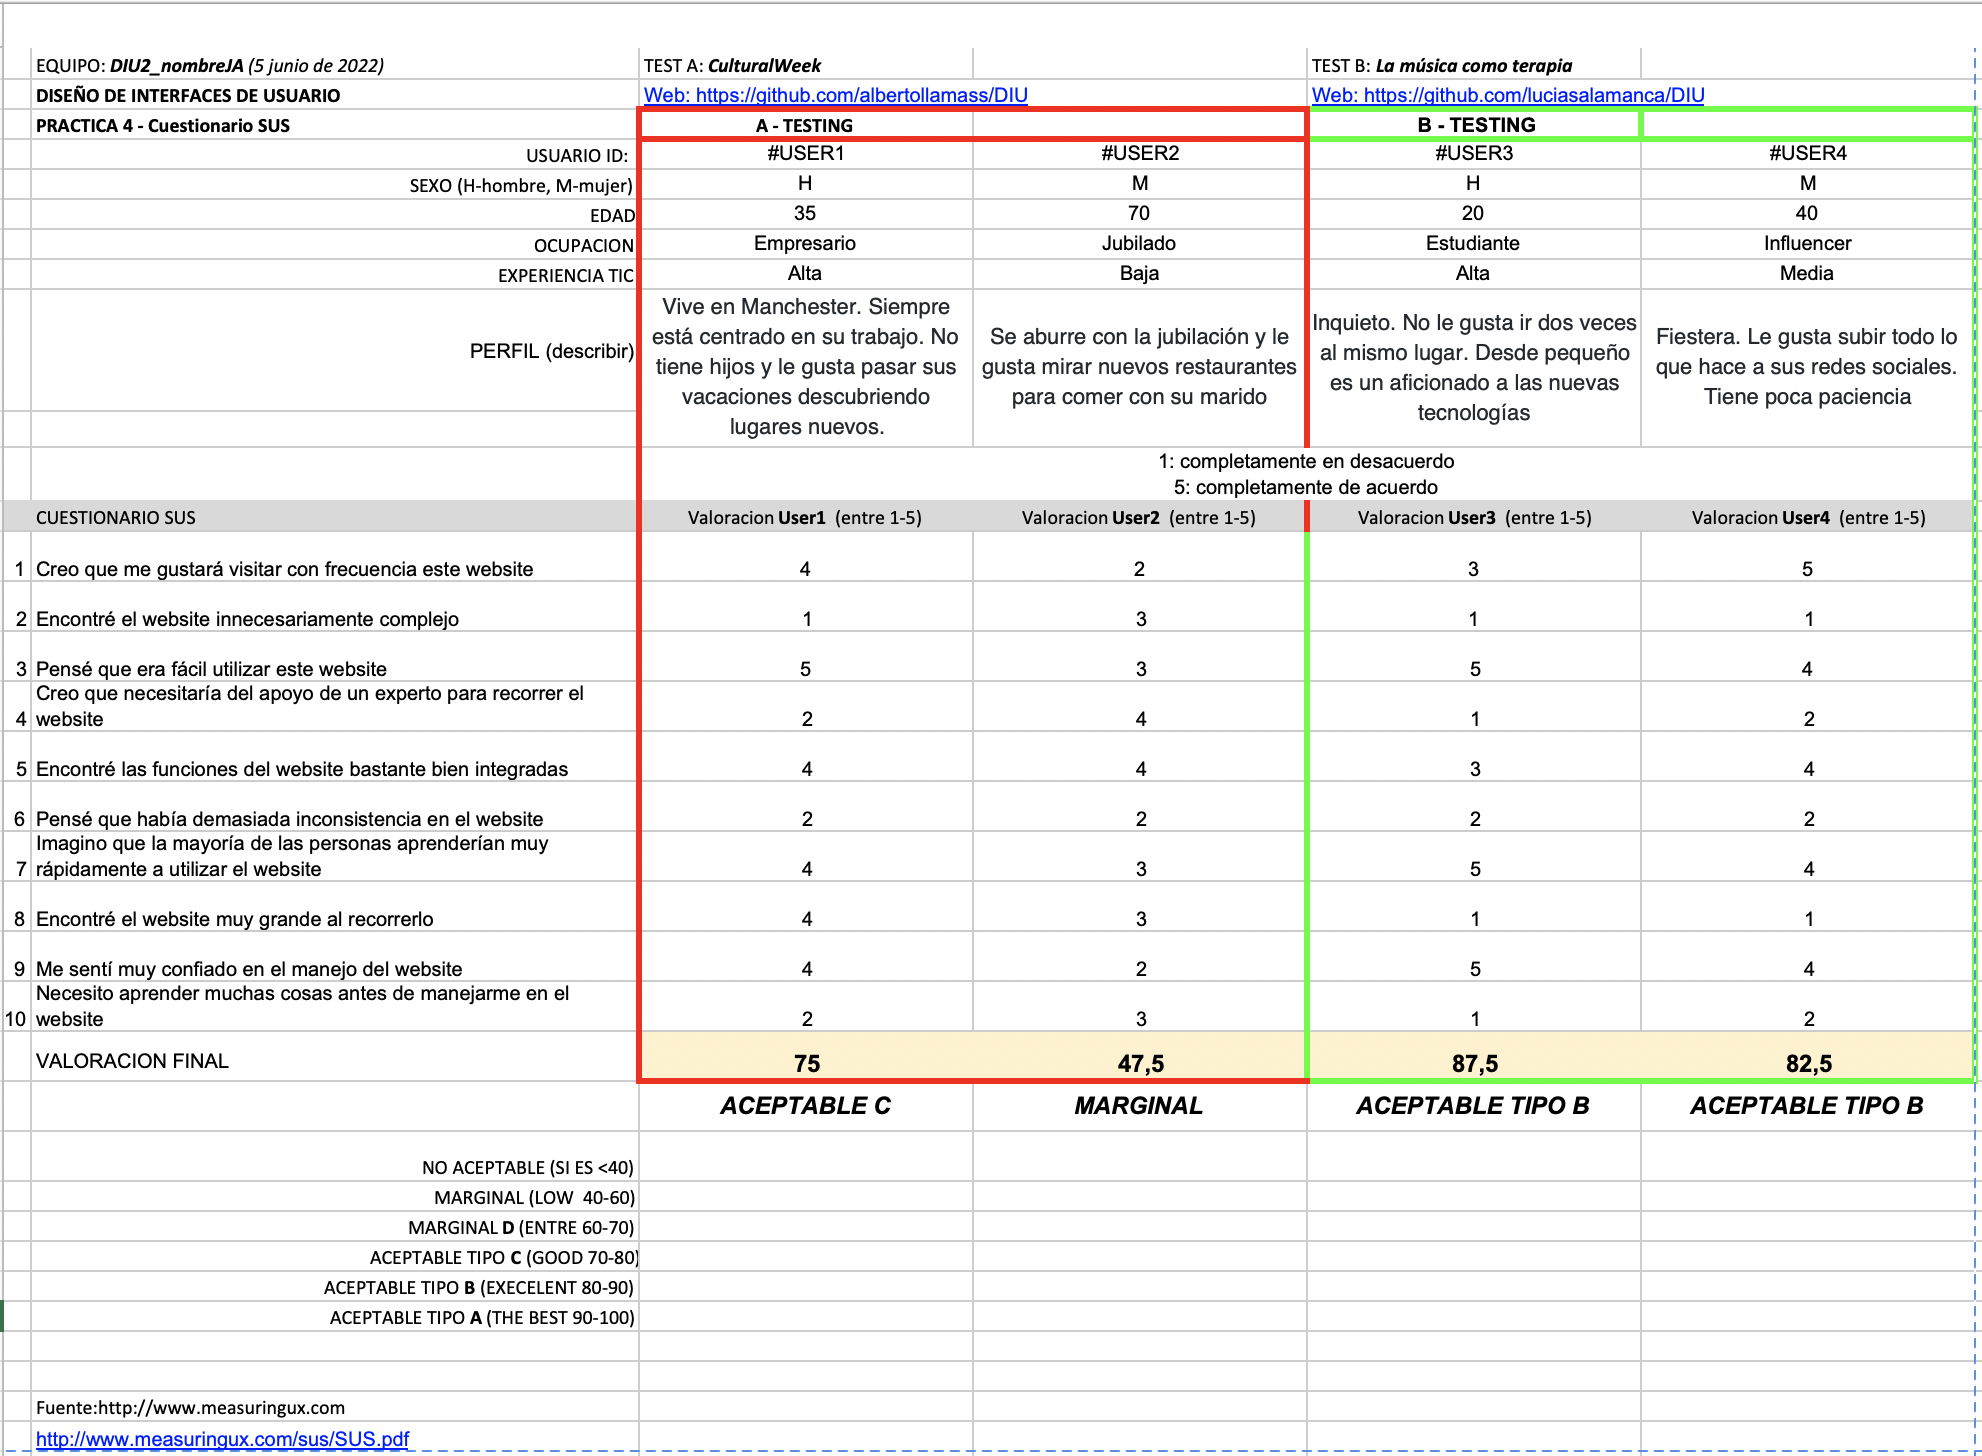 EQUIPO: DIU2_nombreJA (5 junio de 2022) TEST A: CulturalWeek TEST B: La música como terapia
DISEÑO DE INTERFACES DE USUARIO Web: https://github.com/albertollamass/DIU Web: https://github.com/luciasalamanca/DIU
PRACTICA 4 - Cuestionario SUS A - TESTING B - TESTING
USUARIO ID: #USER1 #USER2 #USER3 #USER4
SEXO (H-hombre, M-mujer) H M H M
EDAD 35 70 20 40
OCUPACION Empresario Jubilado Estudiante Influencer
EXPERIENCIA TIC Alta Baja Alta Media
PERFIL (describir)
Vive en Manchester. Siempre
está centrado en su trabajo. No
tiene hijos y le gusta pasar sus
vacaciones descubriendo
lugares nuevos.
Se aburre con la jubilación y le
gusta mirar nuevos restaurantes
para comer con su marido
Inquieto. No le gusta ir dos veces
al mismo lugar. Desde pequeño
es un aficionado a las nuevas
tecnologías
Fiestera. Le gusta subir todo lo
que hace a sus redes sociales.
Tiene poca paciencia
1: completamente en desacuerdo
5: completamente de acuerdo
CUESTIONARIO SUS Valoracion User1 (entre 1-5) Valoracion User2 (entre 1-5) Valoracion User3 (entre 1-5) Valoracion User4 (entre 1-5)
1 Creo que me gustará visitar con frecuencia este website 4 2 3 5
2 Encontré el website innecesariamente complejo 1 3 1 1
3 Pensé que era fácil utilizar este website 5 3 5 4
Creo que necesitaría del apoyo de un experto para recorrer el
4 website 2 4 1 2
5 Encontré las funciones del website bastante bien integradas 4 4 3 4
6 Pensé que había demasiada inconsistencia en el website 2 2 2 2
Imagino que la mayoría de las personas aprenderían muy
7 rápidamente a utilizar el website 4 3 5 4
8 Encontré el website muy grande al recorrerlo 4 3 1 1
9 Me sentí muy confiado en el manejo del website 4 2 5 4
Necesito aprender muchas cosas antes de manejarme en el
10 website 2 3 1 2
VALORACION FINAL 75 47,5 87,5 82,5
ACEPTABLE C MARGINAL ACEPTABLE TIPO B ACEPTABLE TIPO B
NO ACEPTABLE (SI ES <40)
MARGINAL (LOW 40-60)
MARGINAL D (ENTRE 60-70)
ACEPTABLE TIPO C (GOOD 70-80)
ACEPTABLE TIPO B (EXECELENT 80-90)
ACEPTABLE TIPO A (THE BEST 90-100)
Fuente:http://www.measuringux.com
http://www.measuringux.com/sus/SUS.pdf